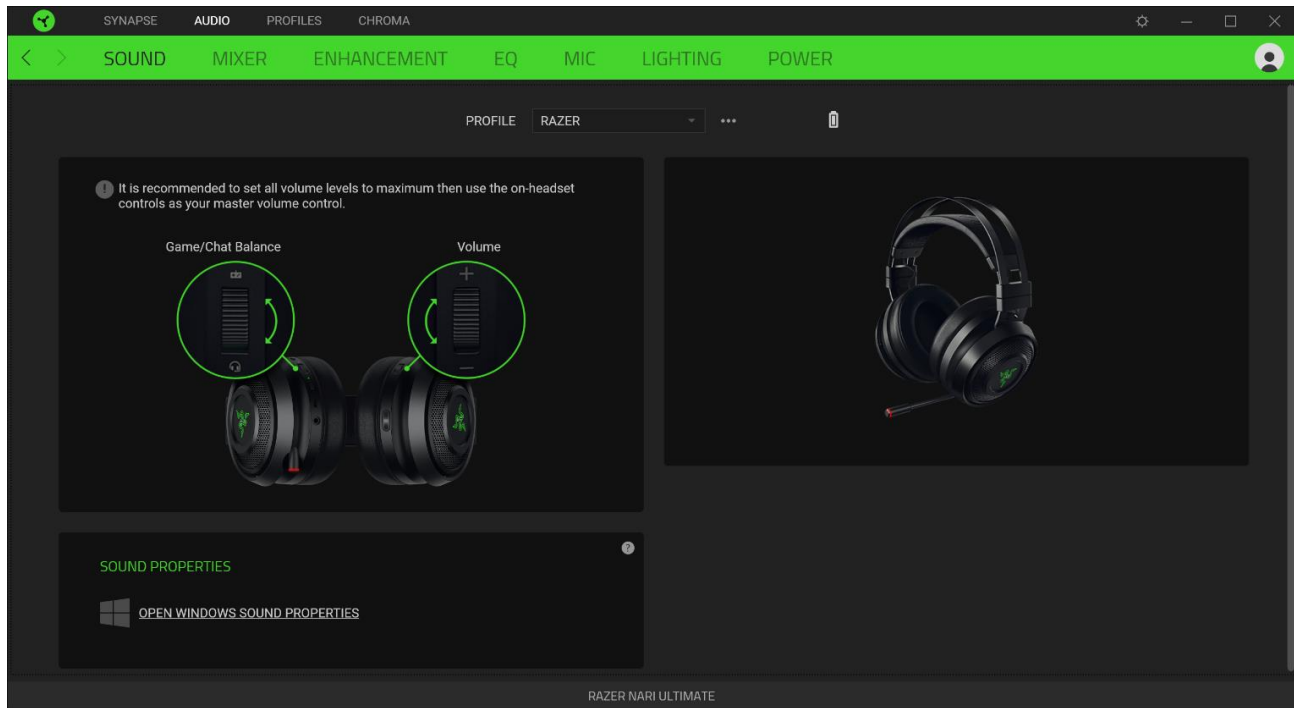 SYNAPSE AUDIO PROFILES CHROMA
SOUND MIXER ENHANCEMENT EQ MIC LIGHTING POWER
PROFILE RAZER
It is recommended to set all volume levels to maximum then use the on-headset
controls as your master volume control.
Game/Chat Balance Volume
SOUND PROPERTIES
OPEN WINDOWS SOUND PROPERTIES
RAZER NARI ULTIMATE